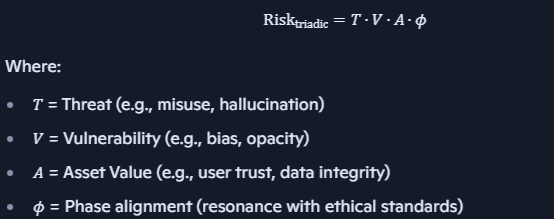 Risktriadic = T · V · A · ϕ
Where:
• T = Threat (e.g., misuse, hallucination)
• V = Vulnerability (e.g., bias, opacity)
• A = Asset Value (e.g., user trust, data integrity)
• ϕ = Phase alignment (resonance with ethical standards)